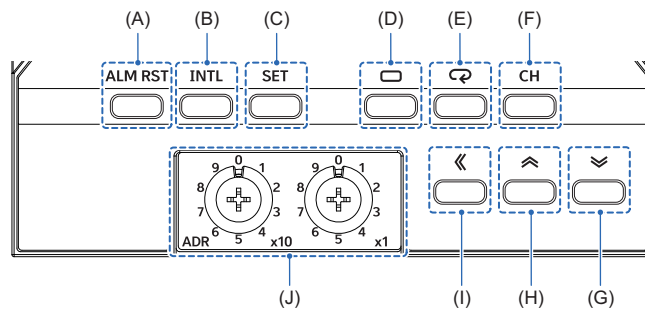 (A) (B) (C) (D) (E) (F)
ALM RST INTL SET CH
0 1 2 3 4 5 6 7 8 9
0 1 2 3 4 5 6 7 8 9
ADR x10 x1
(J) (I) (H) (G)